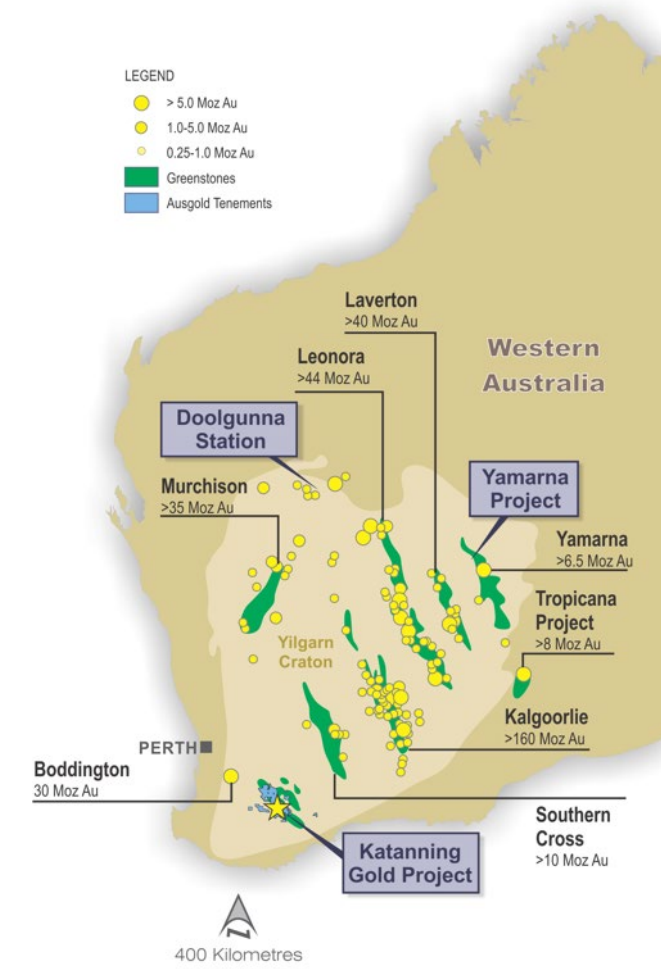 LEGEND
> 5.0 Moz Au
1.0-5.0 Moz Au
0.25-1.0 Moz Au
Greenstones
Ausgold Tenements
Laverton
>40 Moz Au
Western
Australia
Leonora
>44 Moz Au
Doolgunna
Station
Murchison
>35 Moz Au
Yamarna
Project
Yamarna
>6.5 Moz Au
Tropicana
Project
>8 Moz Au
Yilgarn
Craton
Kalgoorlie
>160 Moz Au
PERTH
Boddington
30 Moz Au
Southern
Cross
>10 Moz Au
Katanning
Gold Project
N
400 Kilometres